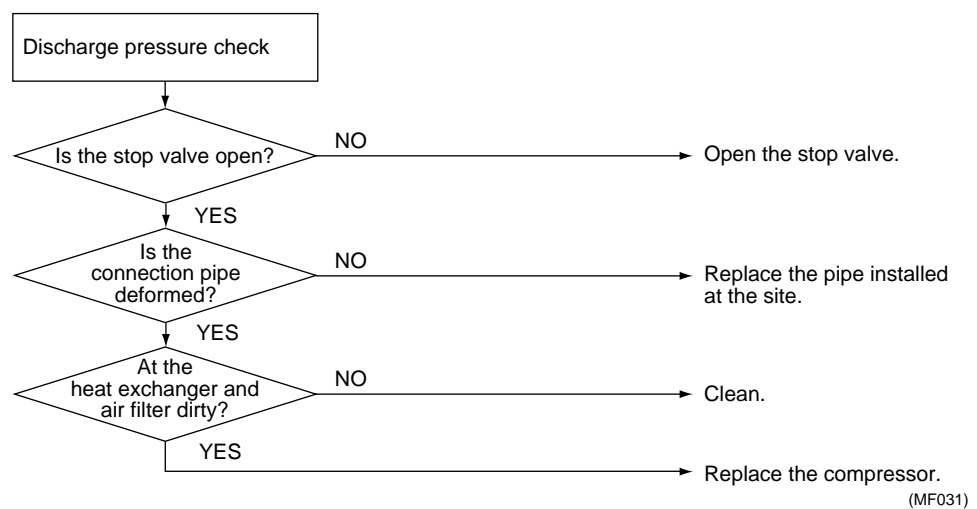 Discharge pressure check
Is the stop valve open?
NO
Open the stop valve.
YES
Is the
connection pipe
deformed?
NO
Replace the pipe installed
at the site.
YES
At the
heat exchanger and
air filter dirty?
NO
Clean.
YES
Replace the compressor.
(MF031)